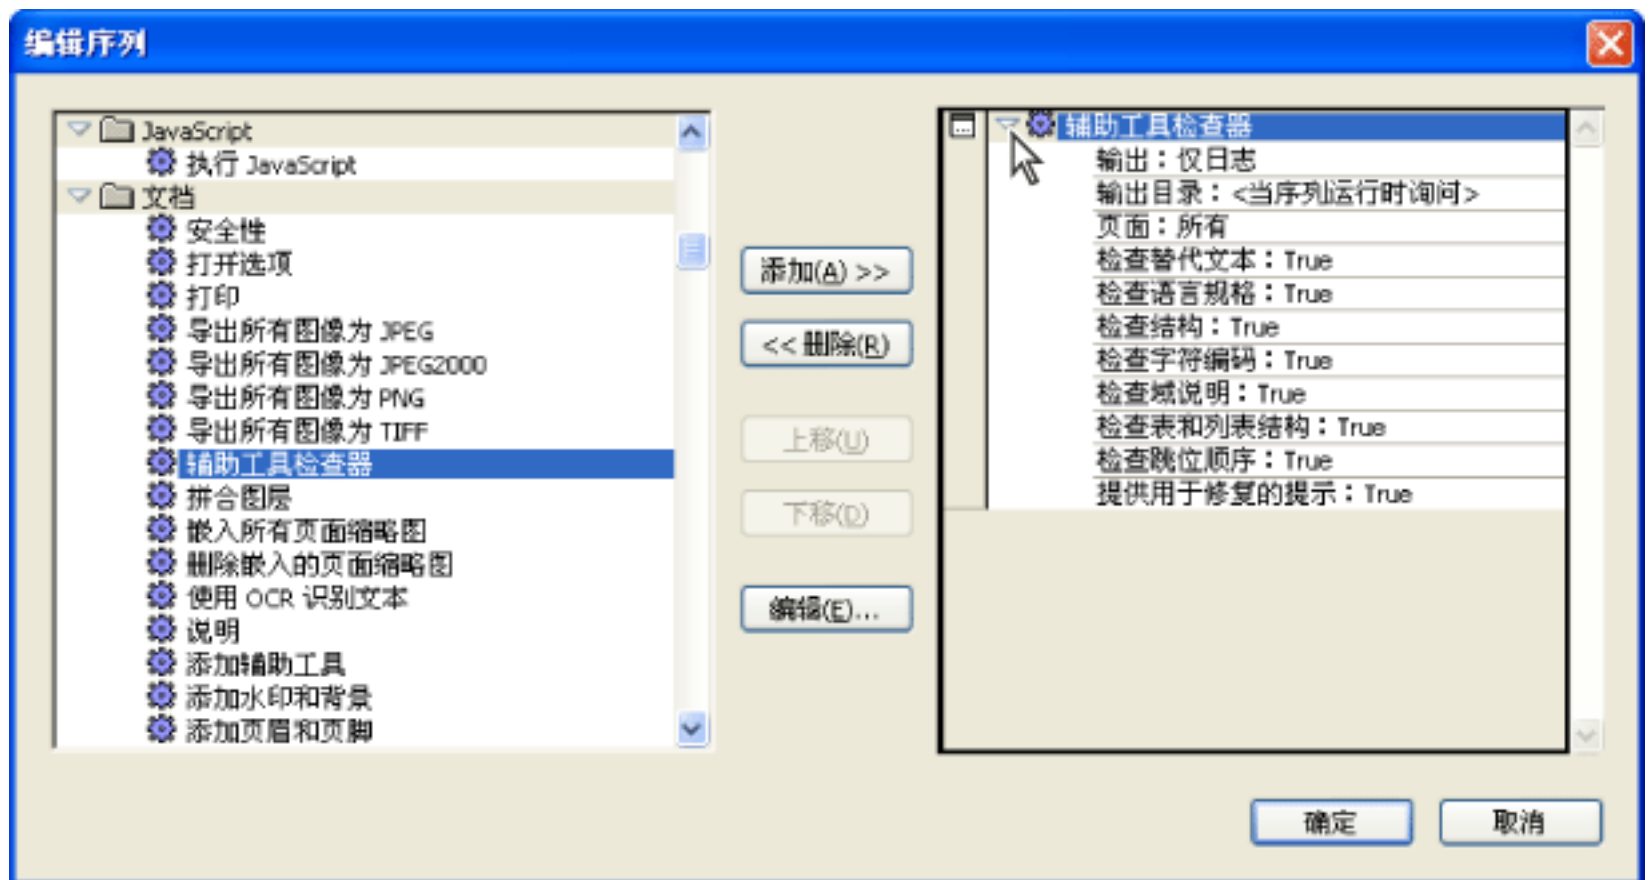 编辑序列
JavaScript
执行 JavaScript
文档
安全性
打开选项
打印
导出所有图像为 JPEG
导出所有图像为 JPEG2000
导出所有图像为 PNG
导出所有图像为 TIFF
辅助工具检查器
拼合图层
嵌入所有页面缩略图
删除嵌入的页面缩略图
使用 OCR 识别文本
说明
添加辅助工具
添加水印和背景
添加页眉和页脚
添加(A) >>
<< 删除(R)
上移(U)
下移(D)
编辑(E)...
辅助工具检查器
输出：仅日志
输出目录：<当序列运行时询问>
页面：所有
检查替代文本：True
检查语言规格：True
检查结构：True
检查字符编码：True
检查域说明：True
检查表和列表结构：True
检查跳位顺序：True
提供用于修复的提示：True
确定
取消